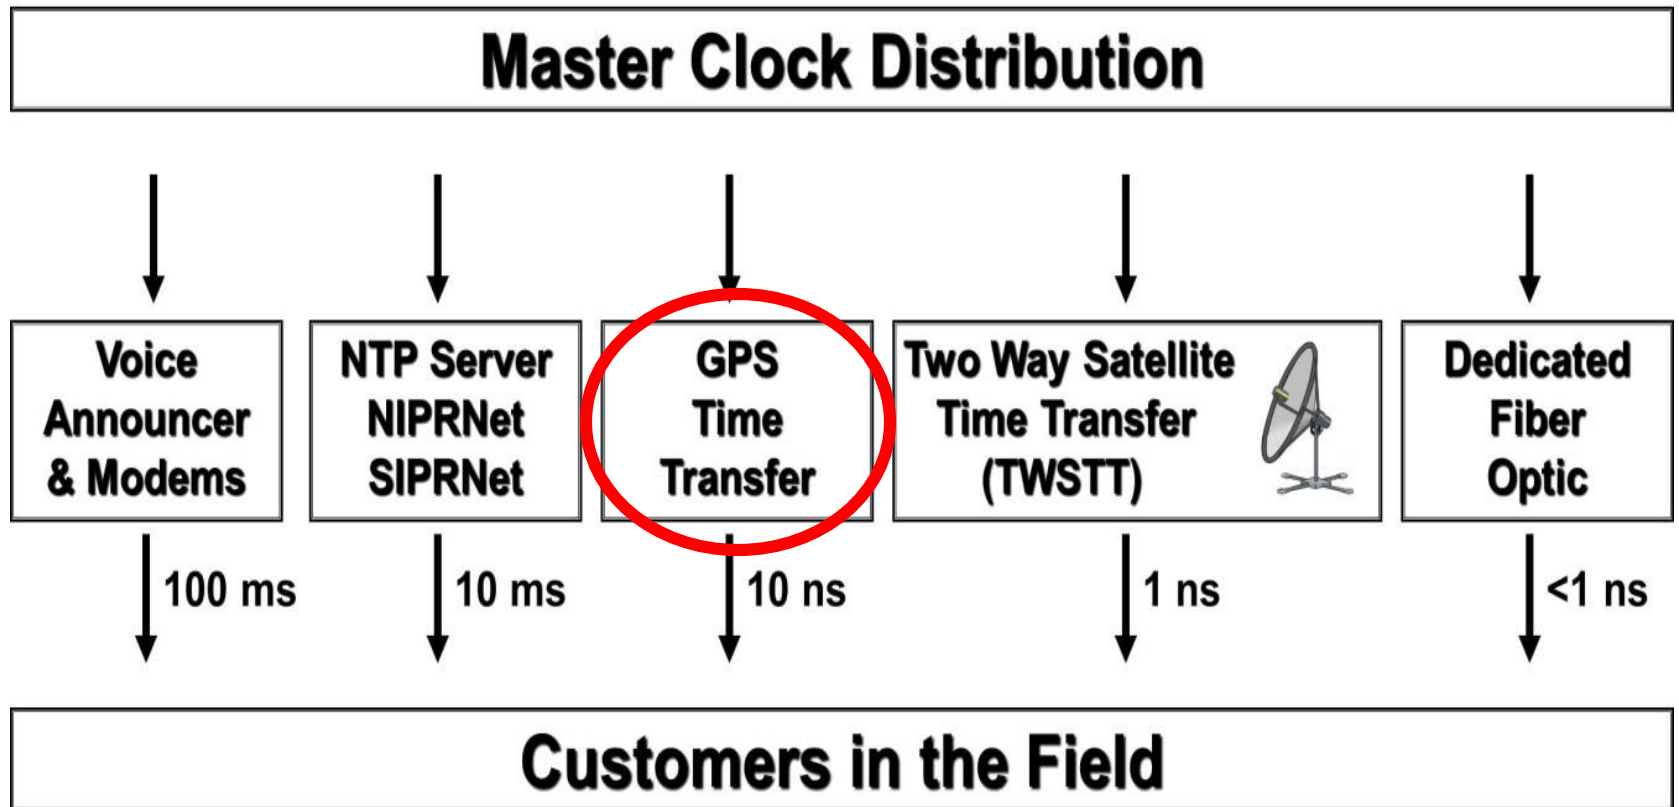 Master Clock Distribution
Voice
Announcer
& Modems
NTP Server
NIPRNet
SIPRNet
GPS
Time
Transfer
Two Way Satellite
Time Transfer
(TWSTT)
Dedicated
Fiber
Optic
100 ms
10 ms
10 ns
1 ns
<1 ns
Customers in the Field